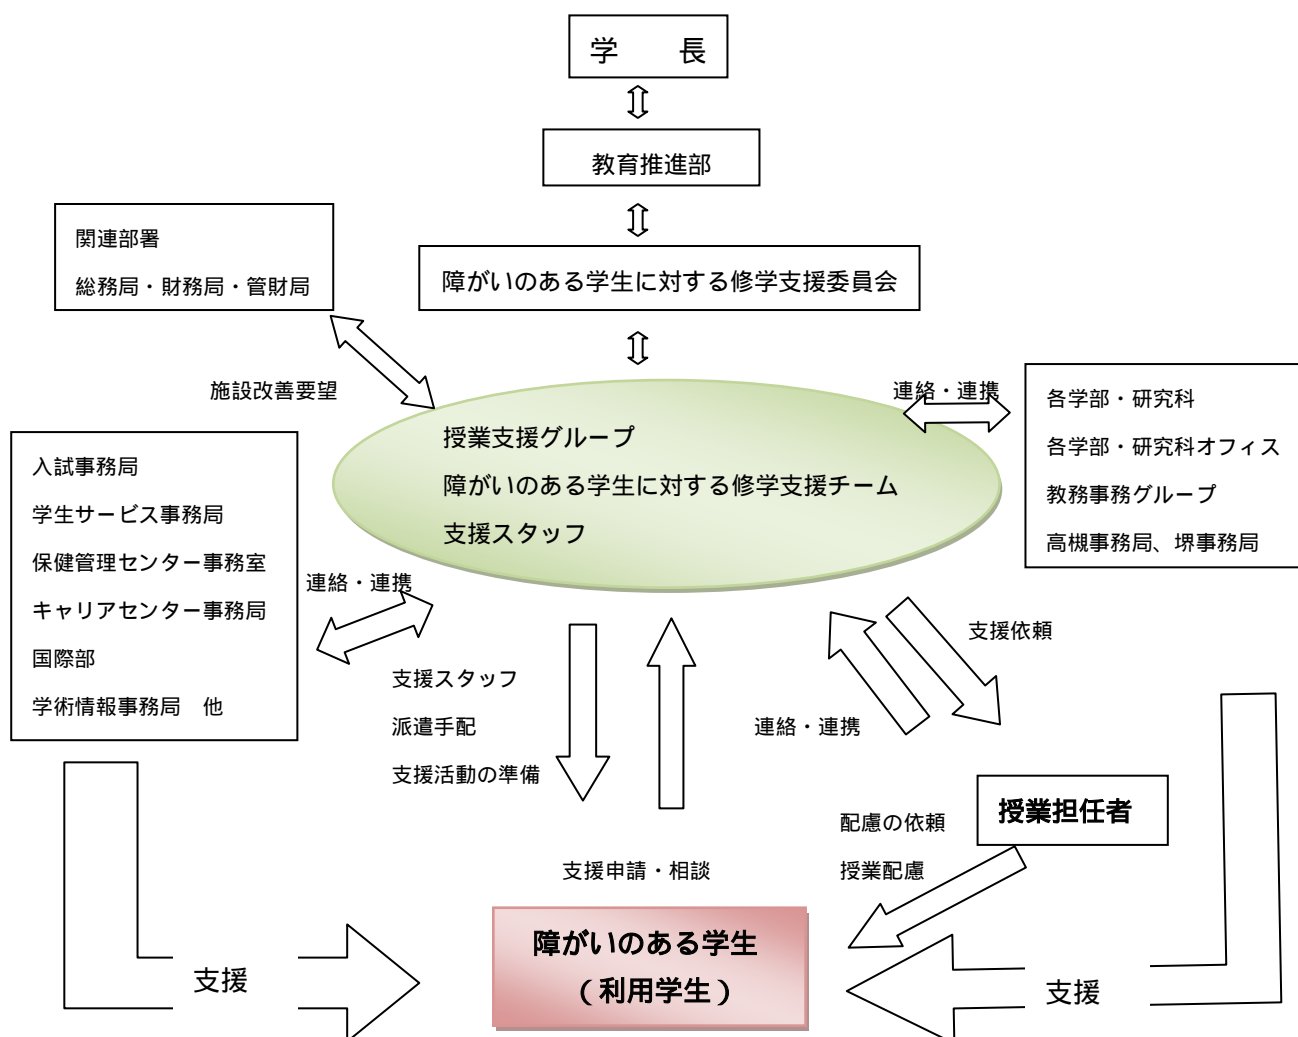 学　　長
教育推進部
関連部署
総務局・財務局・管財局
障がいのある学生に対する修学支援委員会
施設改善要望
連絡・連携
授業支援グループ
障がいのある学生に対する修学支援チーム
支援スタッフ
各学部・研究科
各学部・研究科オフィス
教務事務グループ
高槻事務局、堺事務局
入試事務局
学生サービス事務局
保健管理センター事務室
キャリアセンター事務局
国際部
学術情報事務局　他
連絡・連携
支援スタッフ
派遣手配
支援活動の準備
支援依頼
連絡・連携
授業担任者
配慮の依頼
授業配慮
支援申請・相談
障がいのある学生
（利用学生）
支援
支援